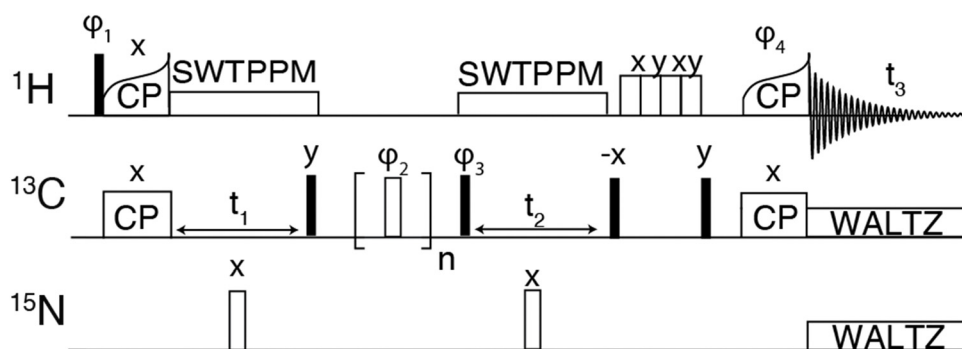 φ₁ x φ₄
SWTPPM SWTPPM x y x y
¹H CP CP t₃
y φ₂ φ₃ -x y
x x
¹³C CP t₁ t₂ CP WALTZ
n
x x
¹⁵N WALTZ